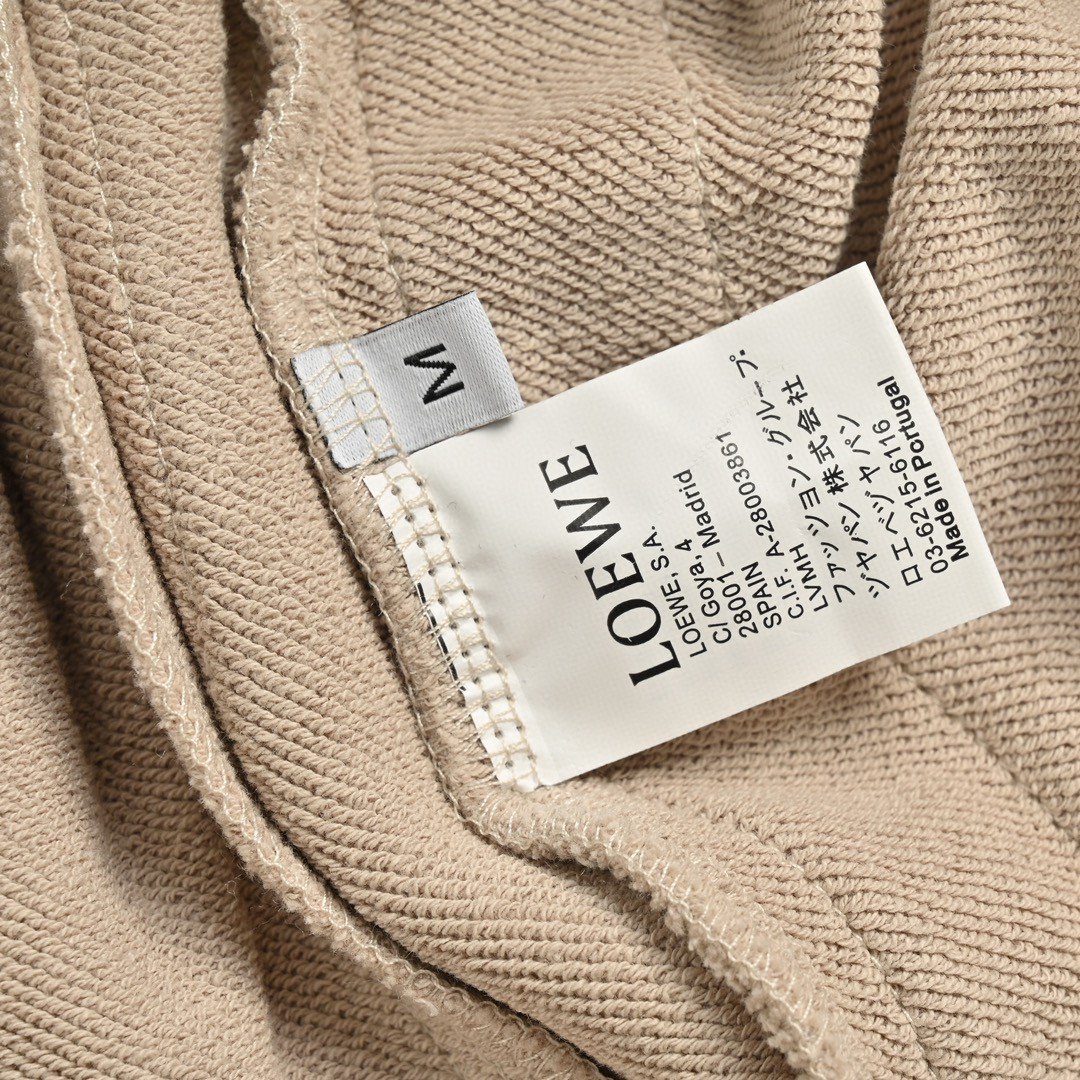 M
LOEWE
LOEWE, S.A.
C/ Goya, 4
28001 – Madrid
SPAIN
C.I.F. A-28003861
LVMH
ファッション・グループ・
ジャパン 株式会社
ロエベジャパン
03-6215-6116
Made in Portugal